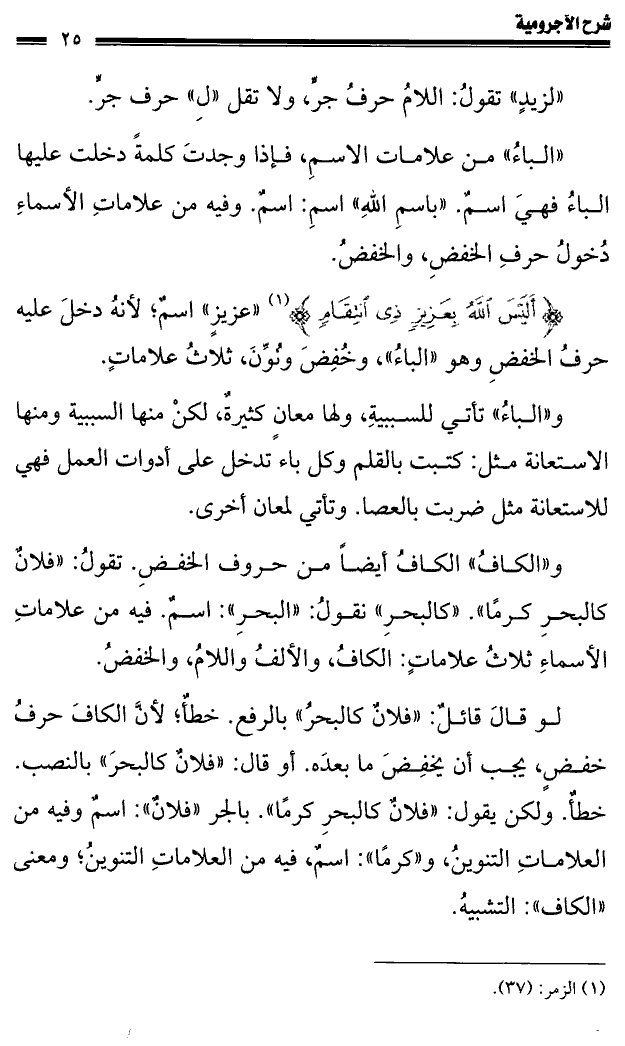 شرح الآجرومية
٢٥
«لزيدٍ» تقولُ: اللامُ حرفُ جرٍّ، ولا تقل «لِ» حرف جرٍّ.
«الباءُ» من علامات الاسمِ، فإذا وجدتَ كلمةً دخلت عليها
الباءُ فهيَ اسمٌ. «باسمِ اللهِ» اسمِ: اسمٌ. وفيه من علاماتِ الأسماءِ
دُخولُ حرفِ الخفضِ، والخفضُ.
﴿أَلَيْسَ اللَّهُ بِعَزِيزٍ ذِي انتِقَامٍ﴾(١) «عزيزٍ» اسمٌ؛ لأنهُ دخلَ عليه
حرفُ الخفضِ وهو «الباءُ»، وخُفِضَ ونُوِّنَ، ثلاثُ علاماتٍ.
و«الباءُ» تأتي للسببيةِ، ولها معانٍ كثيرةٌ، لكنْ منها السببية ومنها
الاستعانة مثل: كتبت بالقلم وكل باء تدخل على أدوات العمل فهي
للاستعانة مثل ضربت بالعصا. وتأتي لمعان أخرى.
و«الكافُ» الكافُ أيضاً من حروف الخفضِ. تقولُ: «فلانٌ
كالبحرِ كرمًا». «كالبحرِ» نقولُ: «البحرِ»: اسمٌ. فيه من علاماتِ
الأسماءِ ثلاثُ علاماتٍ: الكافُ، والألفُ واللامُ، والخفضُ.
لو قالَ قائلٌ: «فلانٌ كالبحرُ» بالرفع. خطأٌ؛ لأنَّ الكافَ حرفُ
خفضٍ، يجب أن يخفِضَ ما بعدَه. أو قال: «فلانٌ كالبحرَ» بالنصب.
خطأٌ. ولكن يقول: «فلانٌ كالبحرِ كرمًا». بالجر «فلانٌ»: اسمٌ وفيه من
العلاماتِ التنوينُ، و«كرمًا»: اسمٌ، فيه من العلاماتِ التنوينُ؛ ومعنى
«الكاف»: التشبيهُ.
(١) الزمر: (٣٧).